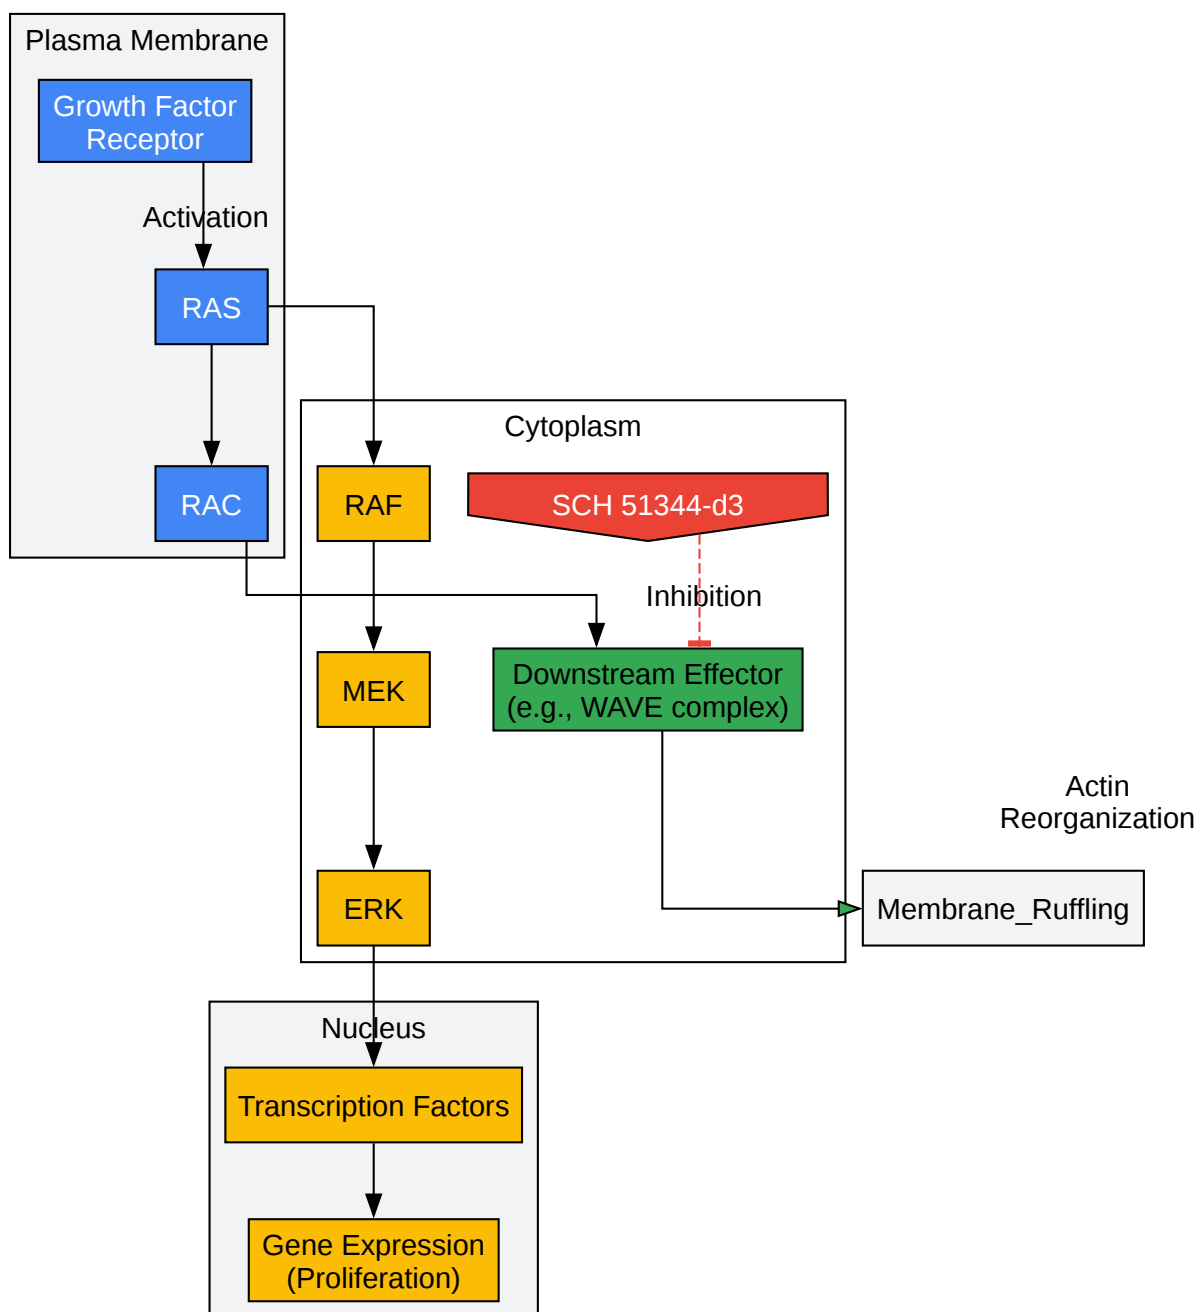 Plasma Membrane
Growth Factor
Receptor
Activation
RAS
Cytoplasm
RAC
RAF
SCH 51344-d3
Inhibition
MEK
Downstream Effector
(e.g., WAVE complex)
Actin
Reorganization
ERK
Membrane_Ruffling
Nucleus
Transcription Factors
Gene Expression
(Proliferation)